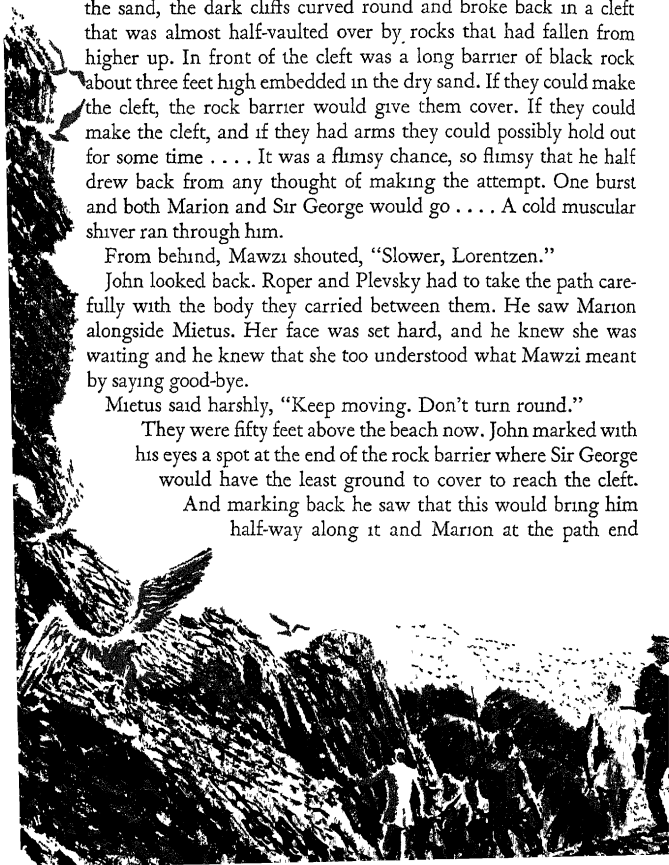 the sand, the dark cliffs curved round and broke back in a cleft
that was almost half-vaulted over by rocks that had fallen from
higher up. In front of the cleft was a long barrier of black rock
about three feet high embedded in the dry sand. If they could make
the cleft, the rock barrier would give them cover. If they could
make the cleft, and if they had arms they could possibly hold out
for some time . . . . It was a flimsy chance, so flimsy that he half
drew back from any thought of making the attempt. One burst
and both Marion and Sir George would go . . . . A cold muscular
shiver ran through him.
From behind, Mawzi shouted, “Slower, Lorentzen.”
John looked back. Roper and Plevsky had to take the path care-
fully with the body they carried between them. He saw Marion
alongside Mietus. Her face was set hard, and he knew she was
waiting and he knew that she too understood what Mawzi meant
by saying good-bye.
Mietus said harshly, “Keep moving. Don’t turn round.”
They were fifty feet above the beach now. John marked with
his eyes a spot at the end of the rock barrier where Sir George
would have the least ground to cover to reach the cleft.
And marking back he saw that this would bring him
half-way along it and Marion at the path end